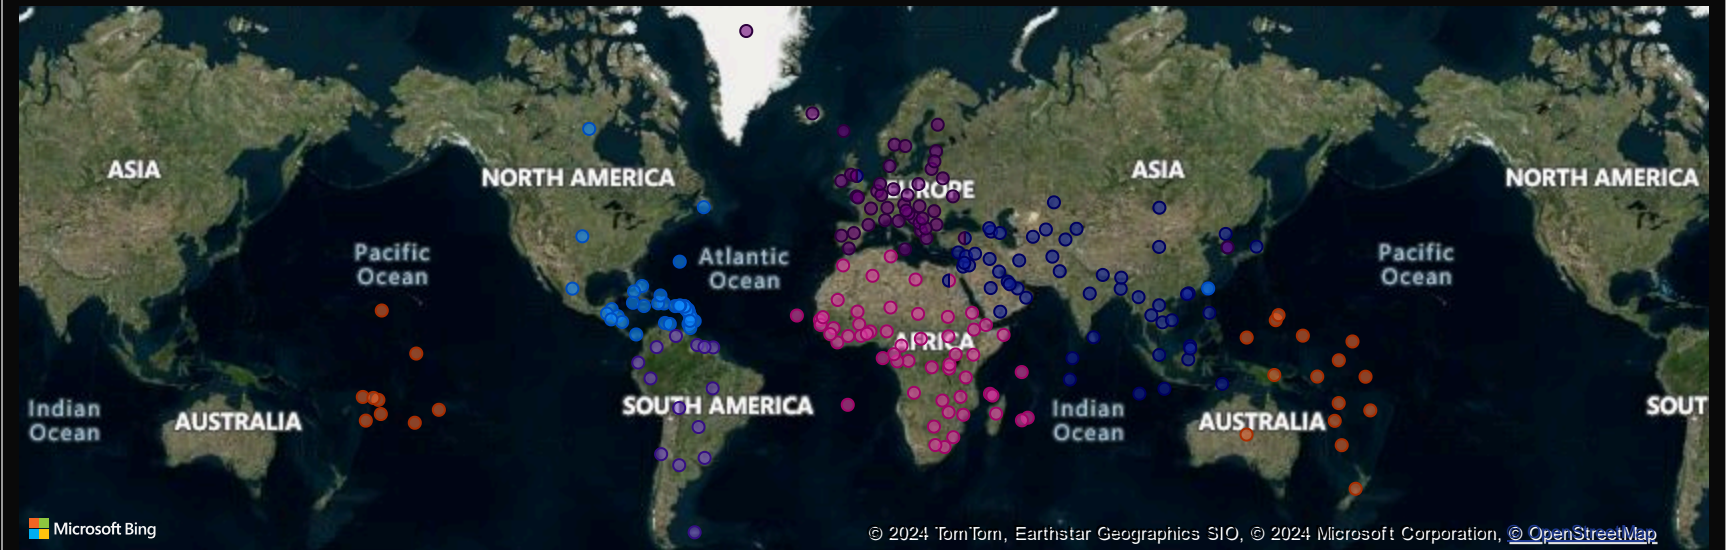 ASIA
NORTH AMERICA
EUROPE
ASIA
NORTH AMERICA
Pacific
Ocean
Atlantic
Ocean
Pacific
Ocean
AFRICA
Indian
Ocean
AUSTRALIA
SOUTH AMERICA
Indian
Ocean
AUSTRALIA
SOUT
Microsoft Bing
© 2024 TomTom, Earthstar Geographics SIO, © 2024 Microsoft Corporation, © OpenStreetMap